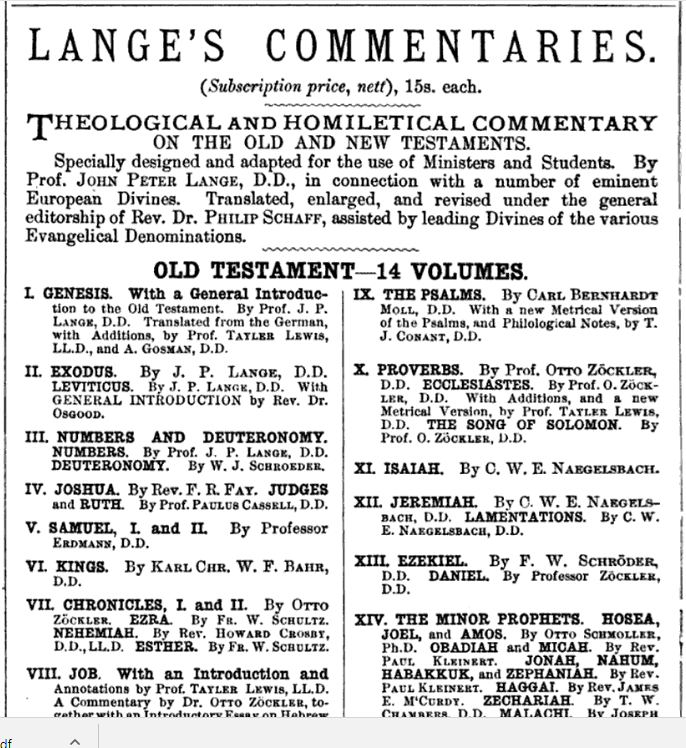 LANGE'S COMMENTARIES.
(Subscription price, nett), 15s. each.
THEOLOGICAL AND HOMILETICAL COMMENTARY
ON THE OLD AND NEW TESTAMENTS.
Specially designed and adapted for the use of Ministers and Students. By
Prof. JOHN PETER LANGE, D.D., in connection with a number of eminent
European Divines. Translated, enlarged, and revised under the general
editorship of Rev. Dr. PHILIP SCHAFF, assisted by leading Divines of the various
Evangelical Denominations.
OLD TESTAMENT—14 VOLUMES.
I. GENESIS. With a General Introduc-
tion to the Old Testament. By Prof. J. P.
LANGE, D.D. Translated from the German,
with Additions, by Prof. TAYLER LEWIS,
LL.D., and A. GOSMAN, D.D.
II. EXODUS. By J. P. LANGE, D.D.
LEVITICUS. By J. P. LANGE, D.D. With
GENERAL INTRODUCTION by Rev. Dr.
OSGOOD.
III. NUMBERS AND DEUTERONOMY.
NUMBERS. By Prof. J. P. LANGE, D.D.
DEUTERONOMY. By W. J. SCHROEDER.
IV. JOSHUA. By Rev. F. R. FAY. JUDGES
and RUTH. By Prof. PAULUS CASSELL, D.D.
V. SAMUEL, I. and II. By Professor
ERDMANN, D.D.
VI. KINGS. By KARL CHR. W. F. BAHR,
D.D.
VII. CHRONICLES, I. and II. By OTTO
ZÖCKLER. EZRA. By FR. W. SCHULTZ.
NEHEMIAH. By Rev. HOWARD CROSBY,
D.D., LL.D. ESTHER. By FR. W. SCHULTZ.
VIII. JOB. With an Introduction and
Annotations by Prof. TAYLER LEWIS, LL.D.
A Commentary by Dr. OTTO ZÖCKLER, to-
gether with an Introductory Essay on Hebrew
IX. THE PSALMS. By CARL BERNHARDT
MOLL, D.D. With a new Metrical Version
of the Psalms, and Philological Notes, by T.
J. CONANT, D.D.
X. PROVERBS. By Prof. OTTO ZÖCKLER,
D.D. ECCLESIASTES. By Prof. O. ZÖCK-
LER, D.D. With Additions, and a new
Metrical Version, by Prof. TAYLER LEWIS,
D.D. THE SONG OF SOLOMON. By
Prof. O. ZÖCKLER, D.D.
XI. ISAIAH. By C. W. E. NAEGELSBACH.
XII. JEREMIAH. By C. W. E. NAEGELS-
BACH, D.D. LAMENTATIONS. By C. W.
E. NAEGELSBACH, D.D.
XIII. EZEKIEL. By F. W. SCHRÖDER,
D.D. DANIEL. By Professor ZÖCKLER,
D.D.
XIV. THE MINOR PROPHETS. HOSEA,
JOEL, and AMOS. By OTTO SCHMOLLER,
Ph.D. OBADIAH and MICAH. By Rev.
PAUL KLEINERT. JONAH, NAHUM,
HABAKKUK, and ZEPHANIAH. By Rev.
PAUL KLEINERT. HAGGAI. By Rev. JAMES
E. M'CURDY. ZECHARIAH. By T. W.
CHAMBERS, D.D. MALACHI. By JOSEPH
df